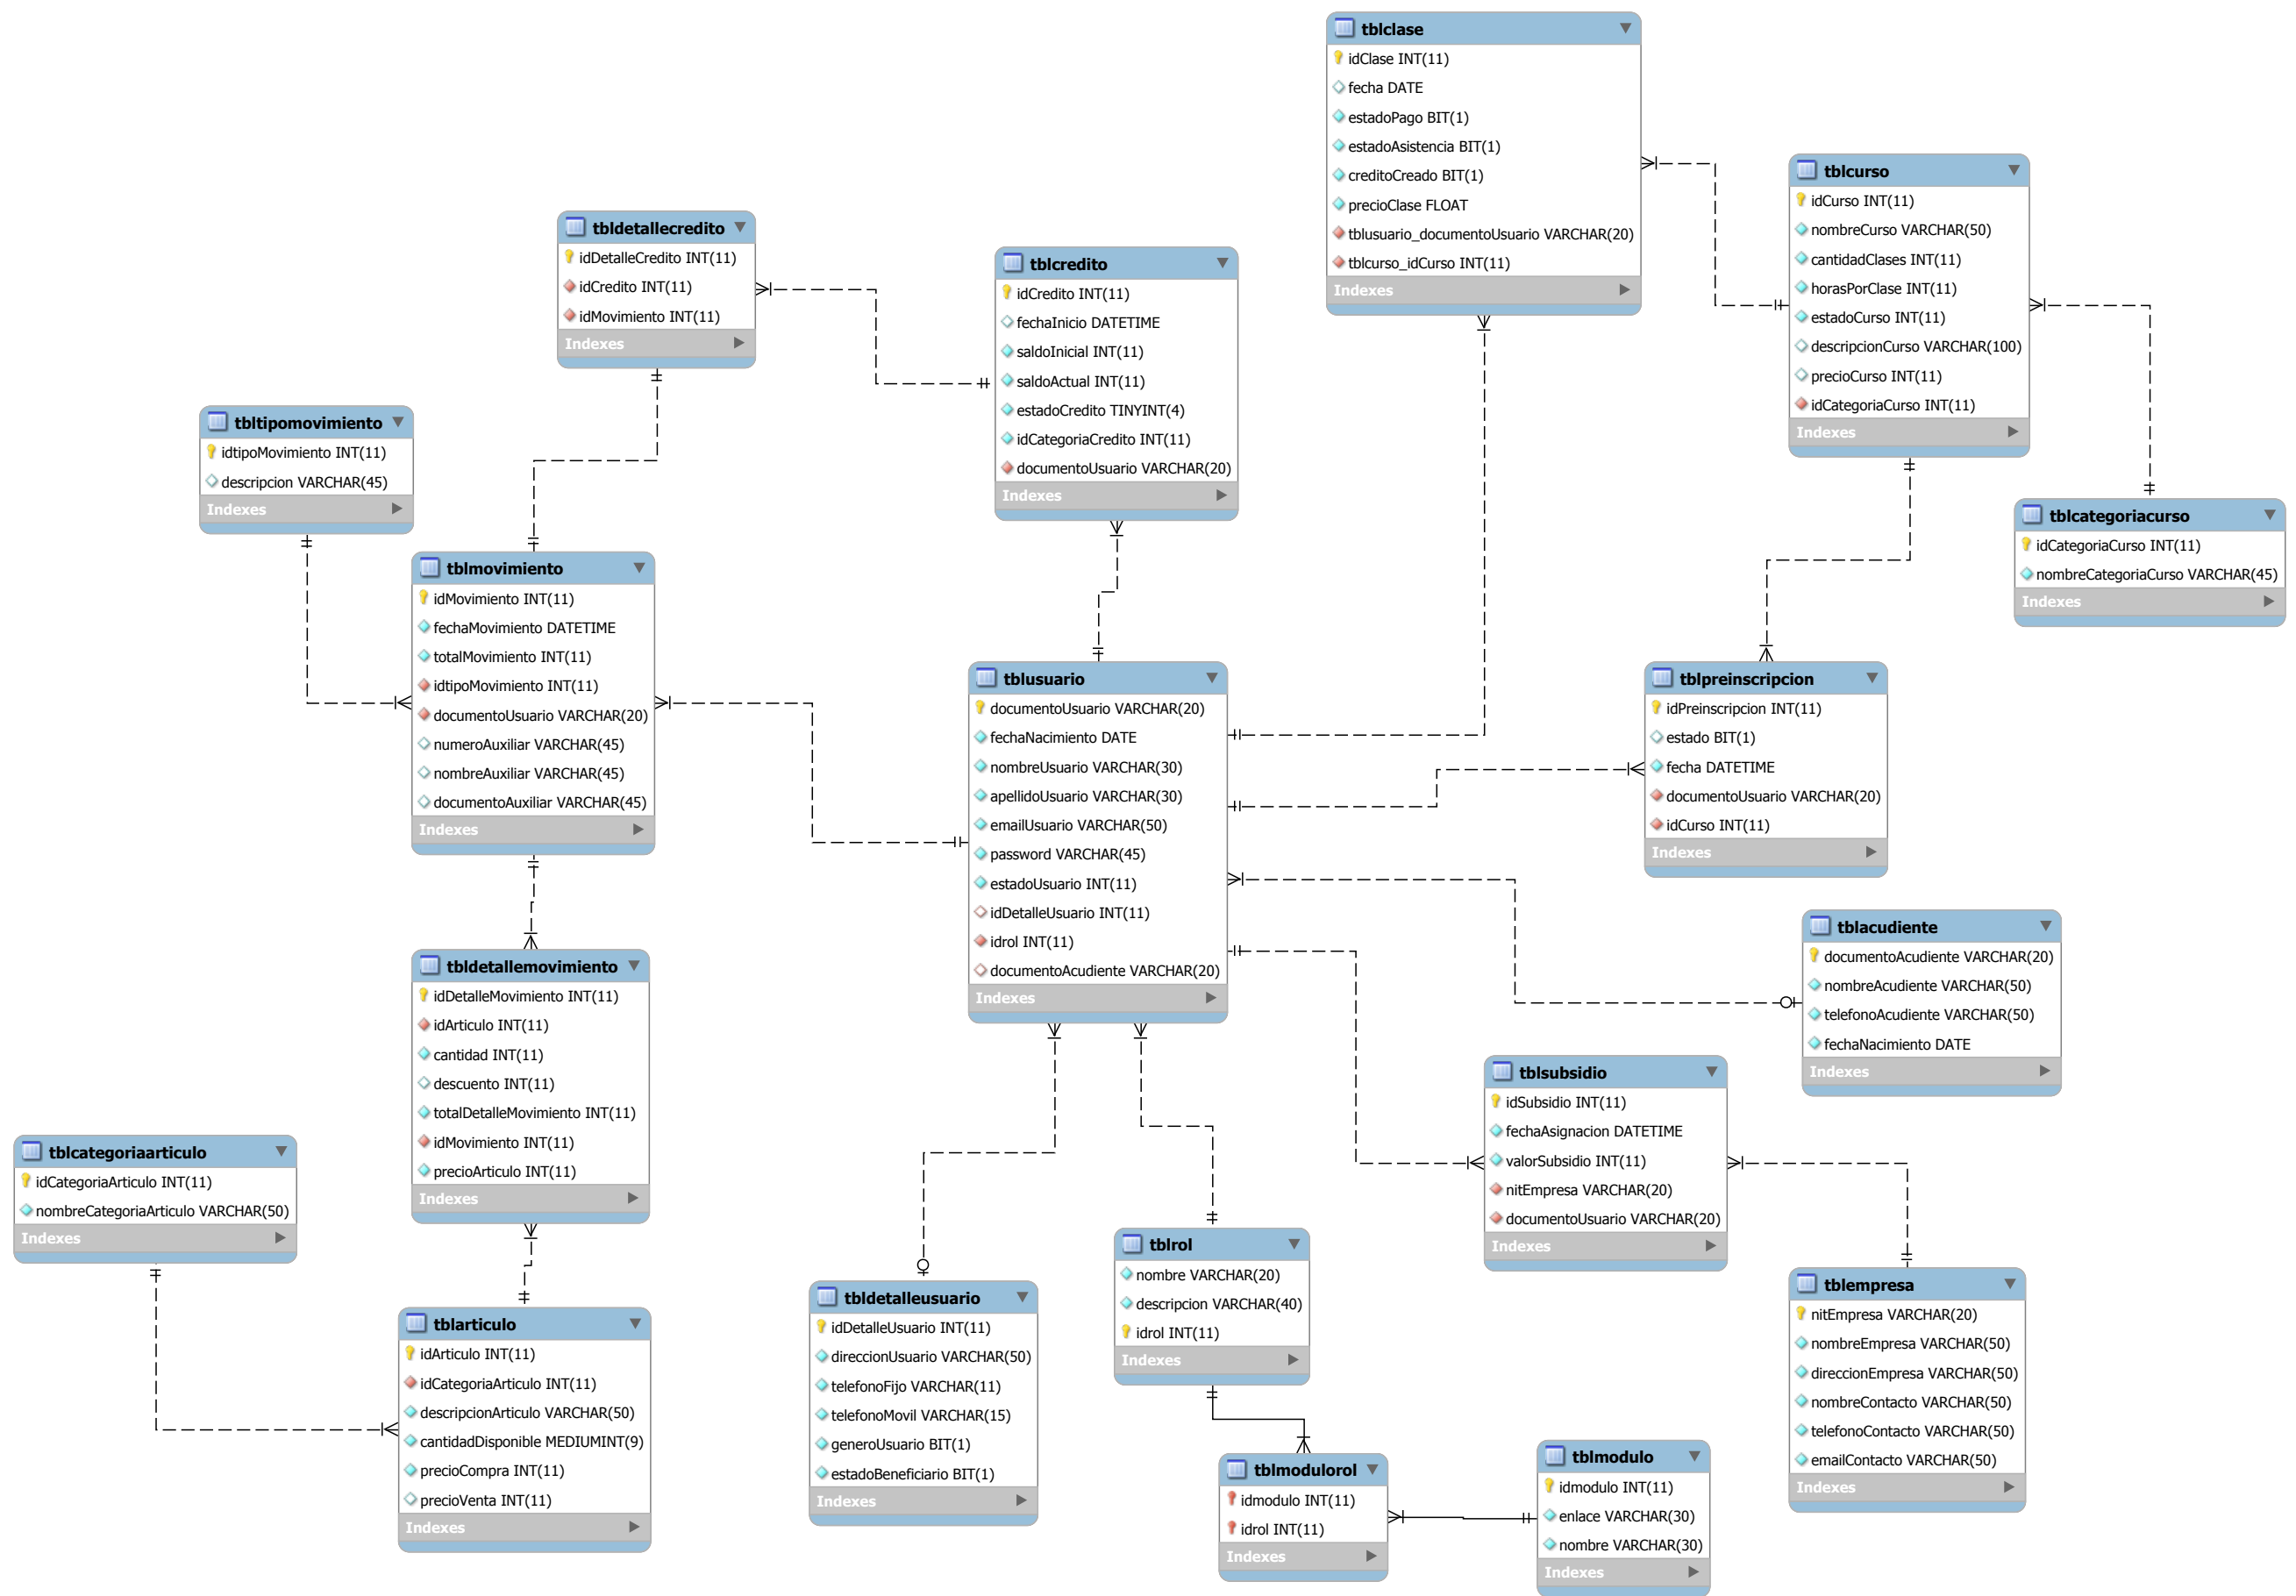 tblclase
idClase INT(11)
fecha DATE
estadoPago BIT(1)
estadoAsistencia BIT(1)
creditoCreado BIT(1)
precioClase FLOAT
tblusuario_documentoUsuario VARCHAR(20)
tblcurso_idCurso INT(11)
Indexes
tblcurso
idCurso INT(11)
nombreCurso VARCHAR(50)
cantidadClases INT(11)
horasPorClase INT(11)
estadoCurso INT(11)
descripcionCurso VARCHAR(100)
precioCurso INT(11)
idCategoriaCurso INT(11)
Indexes
tbldetallecredito
idDetalleCredito INT(11)
idCredito INT(11)
idMovimiento INT(11)
Indexes
tblcredito
idCredito INT(11)
fechaInicio DATETIME
saldoInicial INT(11)
saldoActual INT(11)
estadoCredito TINYINT(4)
idCategoriaCredito INT(11)
documentoUsuario VARCHAR(20)
Indexes
tbltipomovimiento
idtipoMovimiento INT(11)
descripcion VARCHAR(45)
Indexes
tblcategoriacurso
idCategoriaCurso INT(11)
nombreCategoriaCurso VARCHAR(45)
Indexes
tblmovimiento
idMovimiento INT(11)
fechaMovimiento DATETIME
totalMovimiento INT(11)
idtipoMovimiento INT(11)
documentoUsuario VARCHAR(20)
numeroAuxiliar VARCHAR(45)
nombreAuxiliar VARCHAR(45)
documentoAuxiliar VARCHAR(45)
Indexes
tblusuario
documentoUsuario VARCHAR(20)
fechaNacimiento DATE
nombreUsuario VARCHAR(30)
apellidoUsuario VARCHAR(30)
emailUsuario VARCHAR(50)
password VARCHAR(45)
estadoUsuario INT(11)
idDetalleUsuario INT(11)
idrol INT(11)
documentoAcudiente VARCHAR(20)
Indexes
tblpreinscripcion
idPreinscripcion INT(11)
estado BIT(1)
fecha DATETIME
documentoUsuario VARCHAR(20)
idCurso INT(11)
Indexes
tblacudiente
documentoAcudiente VARCHAR(20)
nombreAcudiente VARCHAR(50)
telefonoAcudiente VARCHAR(50)
fechaNacimiento DATE
Indexes
tbldetallemovimiento
idDetalleMovimiento INT(11)
idArticulo INT(11)
cantidad INT(11)
descuento INT(11)
totalDetalleMovimiento INT(11)
idMovimiento INT(11)
precioArticulo INT(11)
Indexes
tblsubsidio
idSubsidio INT(11)
fechaAsignacion DATETIME
valorSubsidio INT(11)
nitEmpresa VARCHAR(20)
documentoUsuario VARCHAR(20)
Indexes
tblcategoriaarticulo
idCategoriaArticulo INT(11)
nombreCategoriaArticulo VARCHAR(50)
Indexes
tblrol
nombre VARCHAR(20)
descripcion VARCHAR(40)
idrol INT(11)
Indexes
tblempresa
nitEmpresa VARCHAR(20)
nombreEmpresa VARCHAR(50)
direccionEmpresa VARCHAR(50)
nombreContacto VARCHAR(50)
telefonoContacto VARCHAR(50)
emailContacto VARCHAR(50)
Indexes
tbldetalleusuario
idDetalleUsuario INT(11)
direccionUsuario VARCHAR(50)
telefonoFijo VARCHAR(11)
telefonoMovil VARCHAR(15)
generoUsuario BIT(1)
estadoBeneficiario BIT(1)
Indexes
tblarticulo
idArticulo INT(11)
idCategoriaArticulo INT(11)
descripcionArticulo VARCHAR(50)
cantidadDisponible MEDIUMINT(9)
precioCompra INT(11)
precioVenta INT(11)
Indexes
tblmodulorol
idmodulo INT(11)
idrol INT(11)
Indexes
tblmodulo
idmodulo INT(11)
enlace VARCHAR(30)
nombre VARCHAR(30)
Indexes